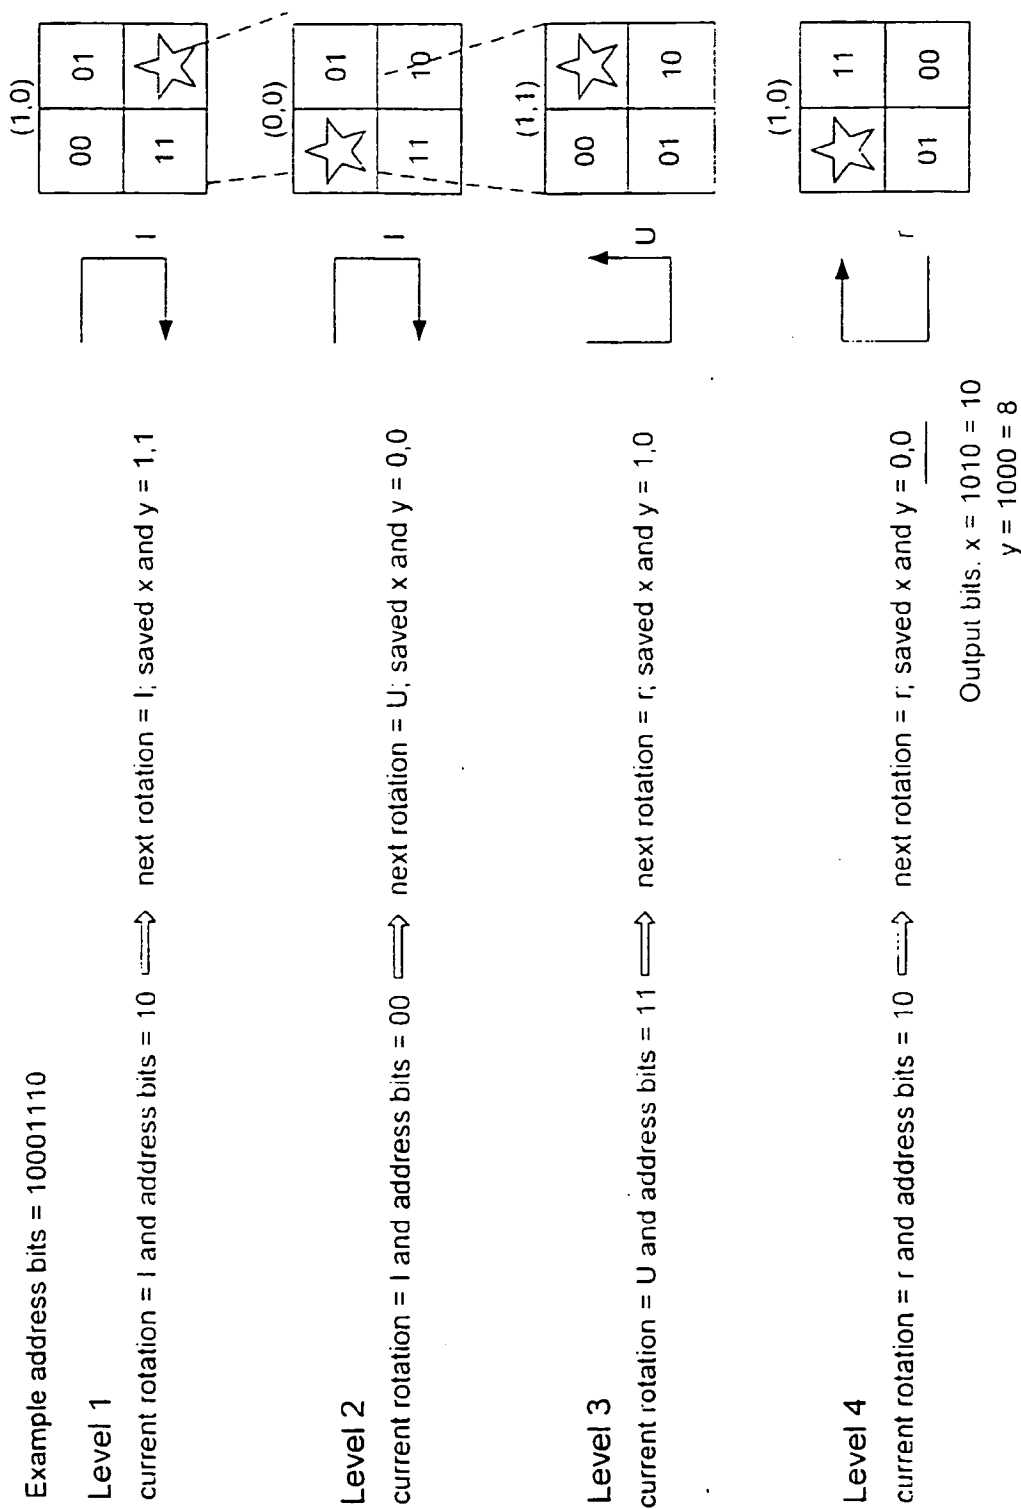 Example address bits = 10001110
(1,0)
Level 1
00 01
current rotation = l and address bits = 10 ⇒ next rotation = l; saved x and y = 1,1
l
11
(0,0)
Level 2
01
current rotation = l and address bits = 00 ⇒ next rotation = U; saved x and y = 0,0
l
11 10
(1,1)
Level 3
00
current rotation = U and address bits = 11 ⇒ next rotation = r; saved x and y = 1,0
U
01 10
(1,0)
Level 4
11
current rotation = r and address bits = 10 ⇒ next rotation = r; saved x and y = 0,0
r
01 00
Output bits. x = 1010 = 10
y = 1000 = 8